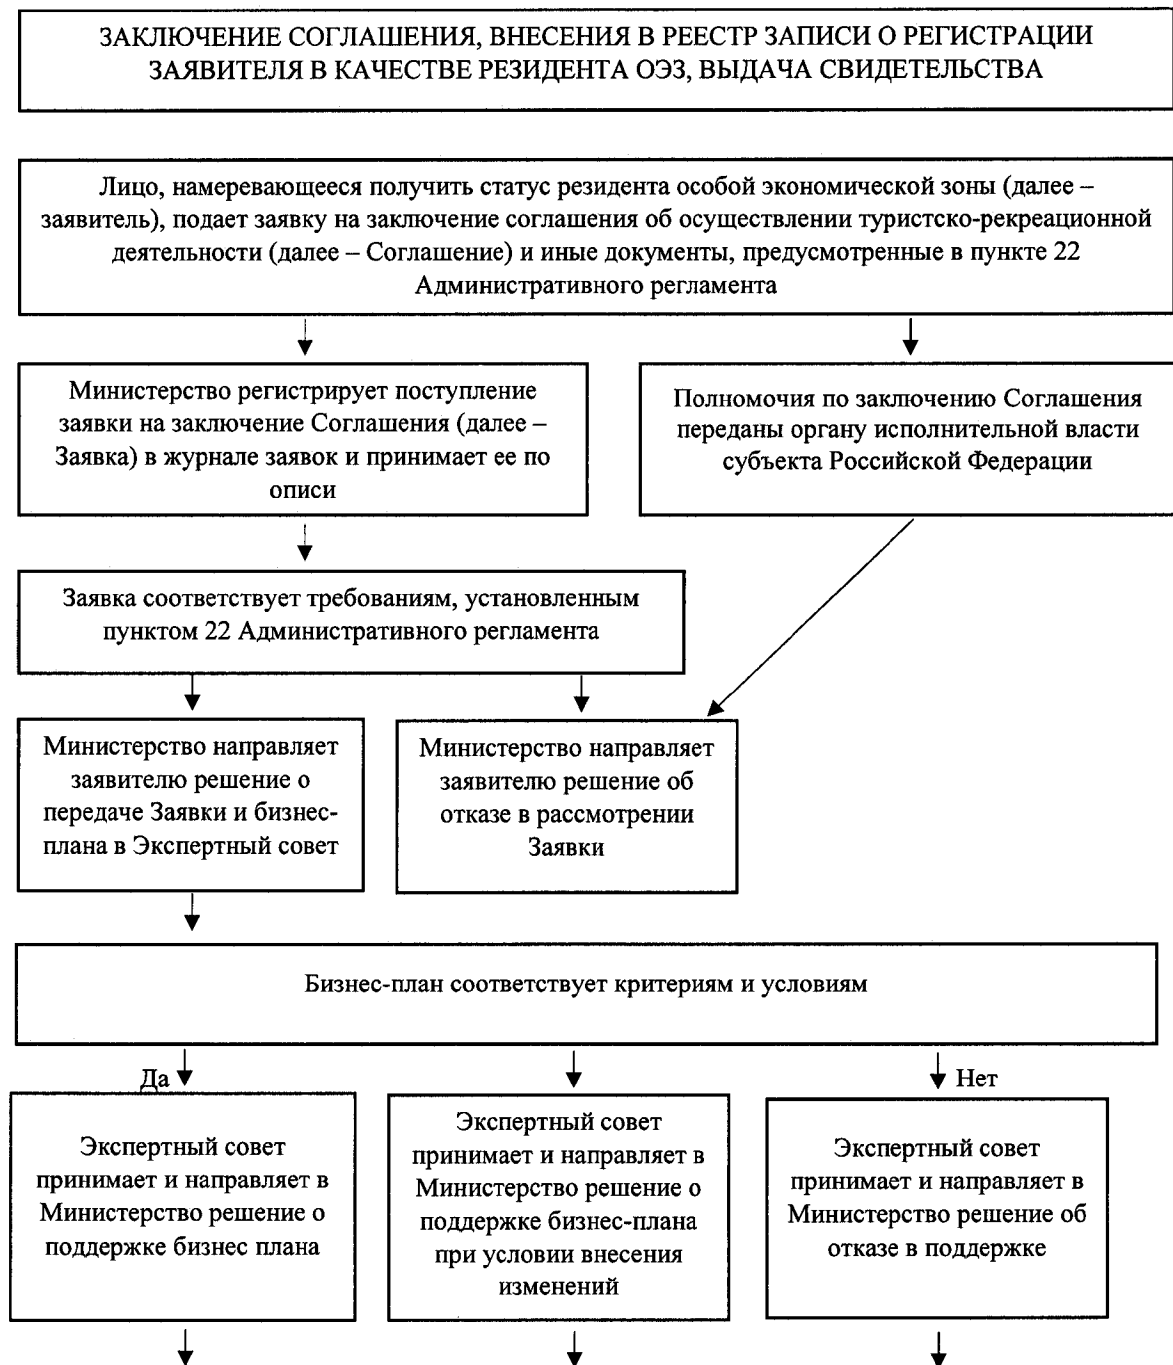 ЗАКЛЮЧЕНИЕ СОГЛАШЕНИЯ, ВНЕСЕНИЯ В РЕЕСТР ЗАПИСИ О РЕГИСТРАЦИИ
ЗАЯВИТЕЛЯ В КАЧЕСТВЕ РЕЗИДЕНТА ОЭЗ, ВЫДАЧА СВИДЕТЕЛЬСТВА
Лицо, намеревающееся получить статус резидента особой экономической зоны (далее –
заявитель), подает заявку на заключение соглашения об осуществлении туристско-рекреационной
деятельности (далее – Соглашение) и иные документы, предусмотренные в пункте 22
Административного регламента
Министерство регистрирует поступление
заявки на заключение Соглашения (далее –
Заявка) в журнале заявок и принимает ее по
описи
Полномочия по заключению Соглашения
переданы органу исполнительной власти
субъекта Российской Федерации
Заявка соответствует требованиям, установленным
пунктом 22 Административного регламента
Министерство направляет
заявителю решение о
передаче Заявки и бизнес-
плана в Экспертный совет
Министерство направляет
заявителю решение об
отказе в рассмотрении
Заявки
Бизнес-план соответствует критериям и условиям
Да
Нет
Экспертный совет
принимает и направляет в
Министерство решение о
поддержке бизнес плана
Экспертный совет
принимает и направляет в
Министерство решение о
поддержке бизнес-плана
при условии внесения
изменений
Экспертный совет
принимает и направляет в
Министерство решение об
отказе в поддержке